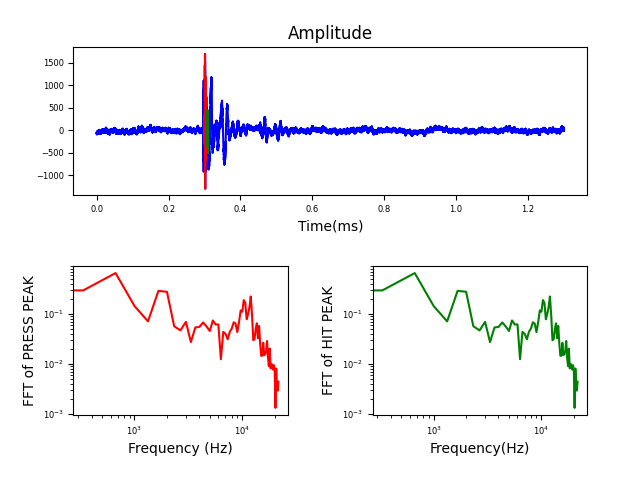 Amplitude
1500
1000
500
0
−500
−1000
0.0 0.2 0.4 0.6 0.8 1.0 1.2
Time(ms)
FFT of PRESS PEAK
10⁻¹
10⁻²
10⁻³
10³ 10⁴
Frequency (Hz)
FFT of HIT PEAK
10⁻¹
10⁻²
10⁻³
10³ 10⁴
Frequency(Hz)